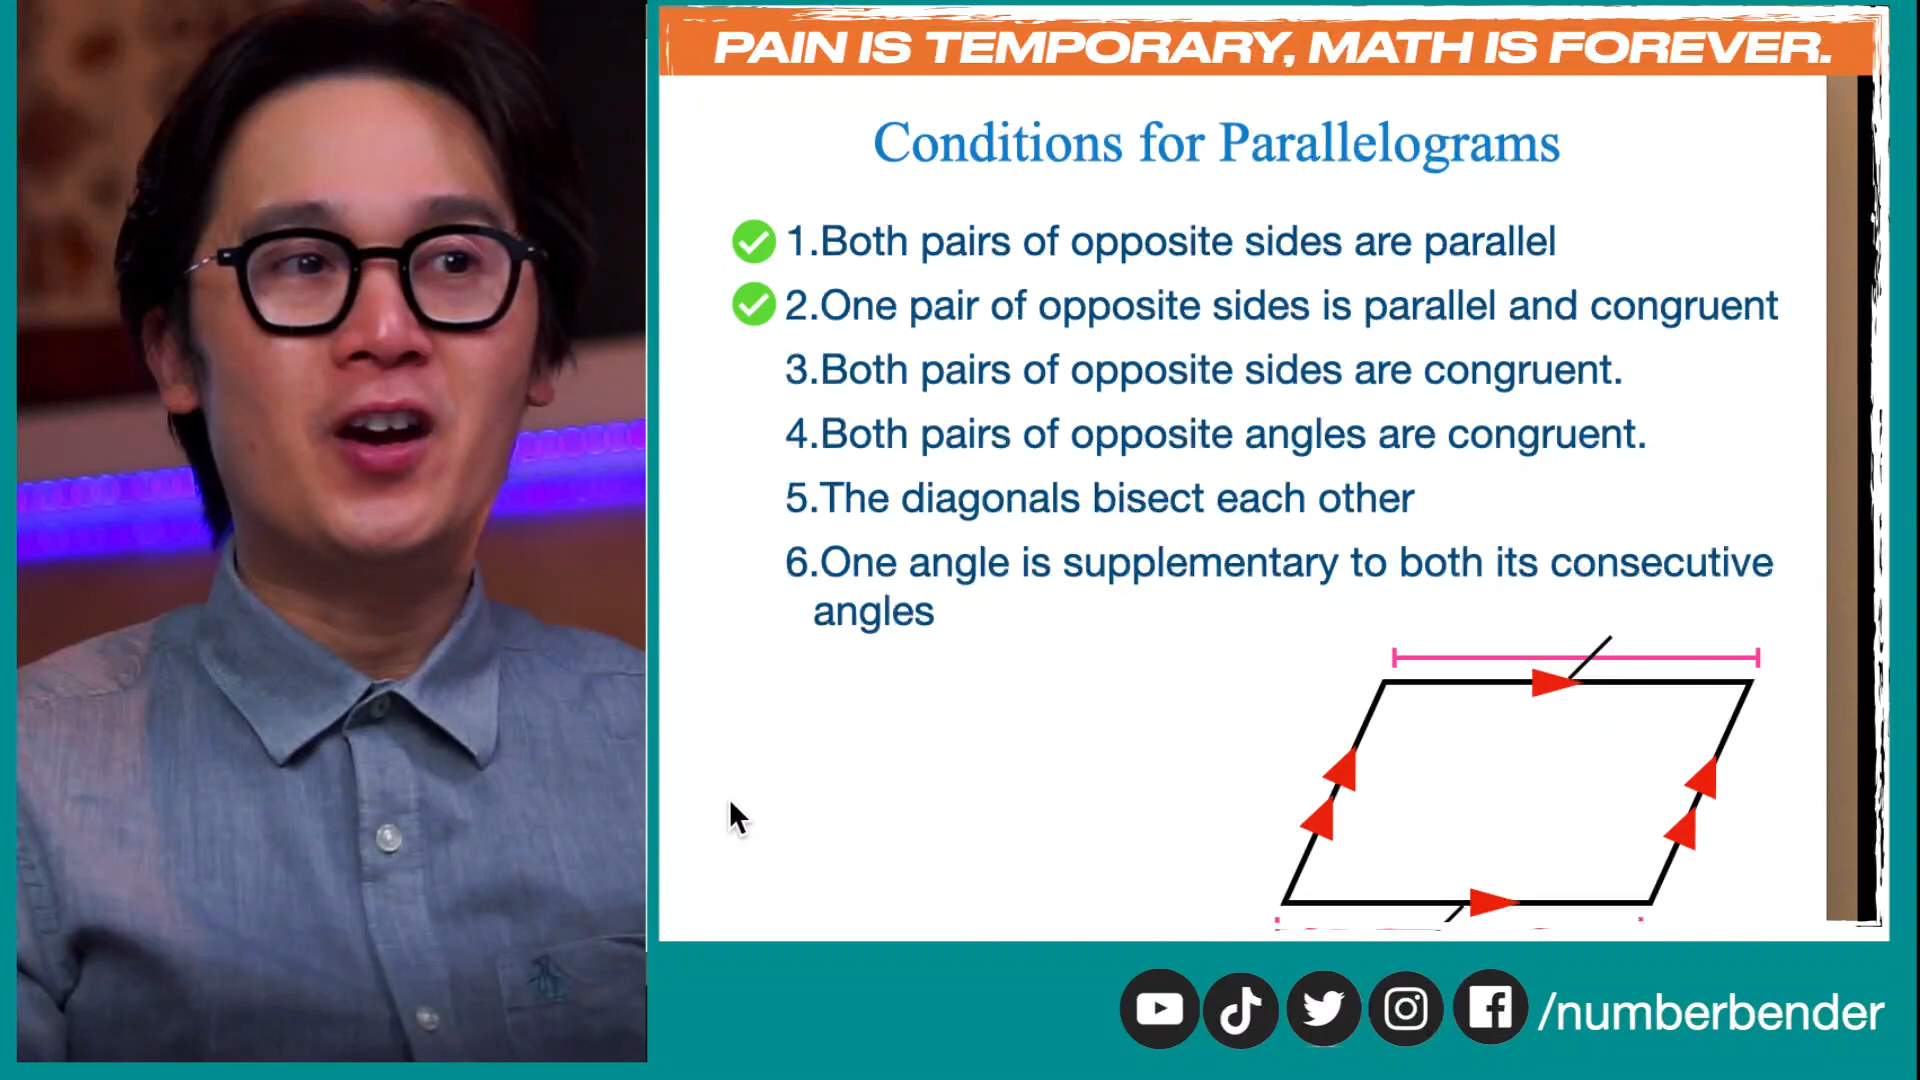 PAIN IS TEMPORARY, MATH IS FOREVER.
Conditions for Parallelograms
1.Both pairs of opposite sides are parallel
2.One pair of opposite sides is parallel and congruent
3.Both pairs of opposite sides are congruent.
4.Both pairs of opposite angles are congruent.
5.The diagonals bisect each other
6.One angle is supplementary to both its consecutive
angles
/numberbender